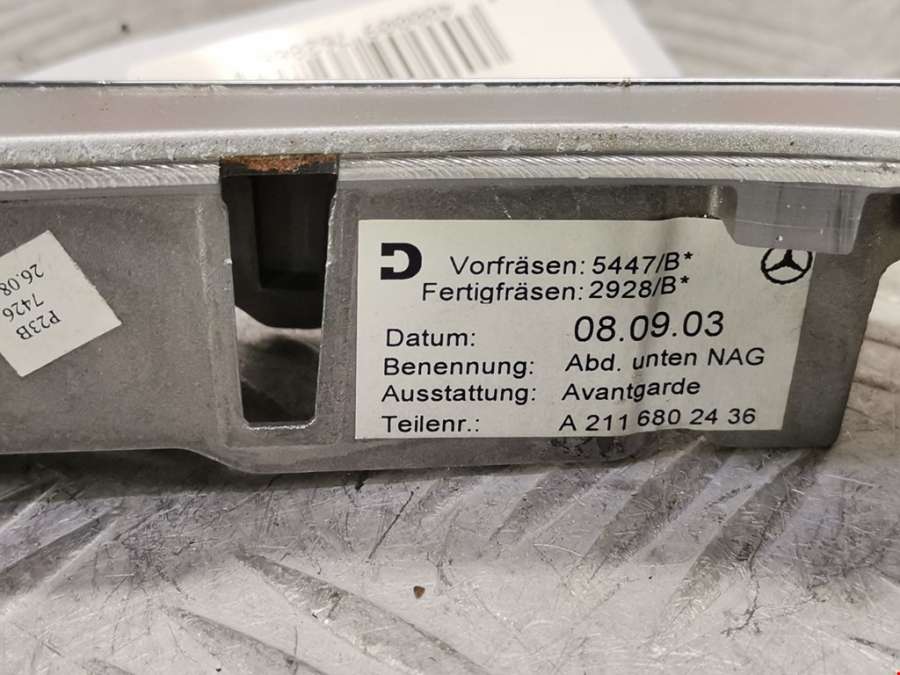 P23B
7426
26.08
D
Vorfräsen: 5447/B*
Fertigfräsen: 2928/B*
Datum: 08.09.03
Benennung: Abd. unten NAG
Ausstattung: Avantgarde
Teilenr.: A 211 680 24 36